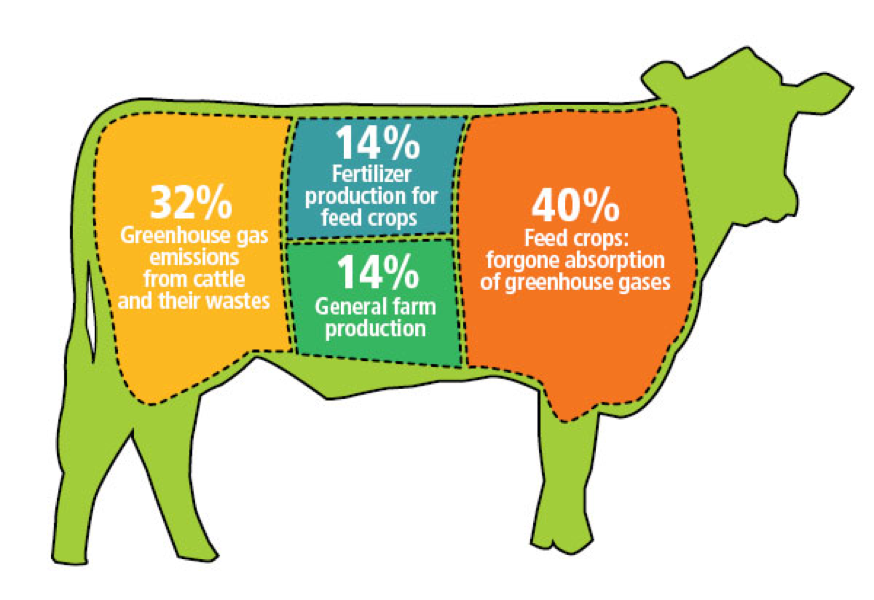 32%
Greenhouse gas
emissions
from cattle
and their wastes
14%
Fertilizer
production for
feed crops
14%
General farm
production
40%
Feed crops:
forgone absorption
of greenhouse gases